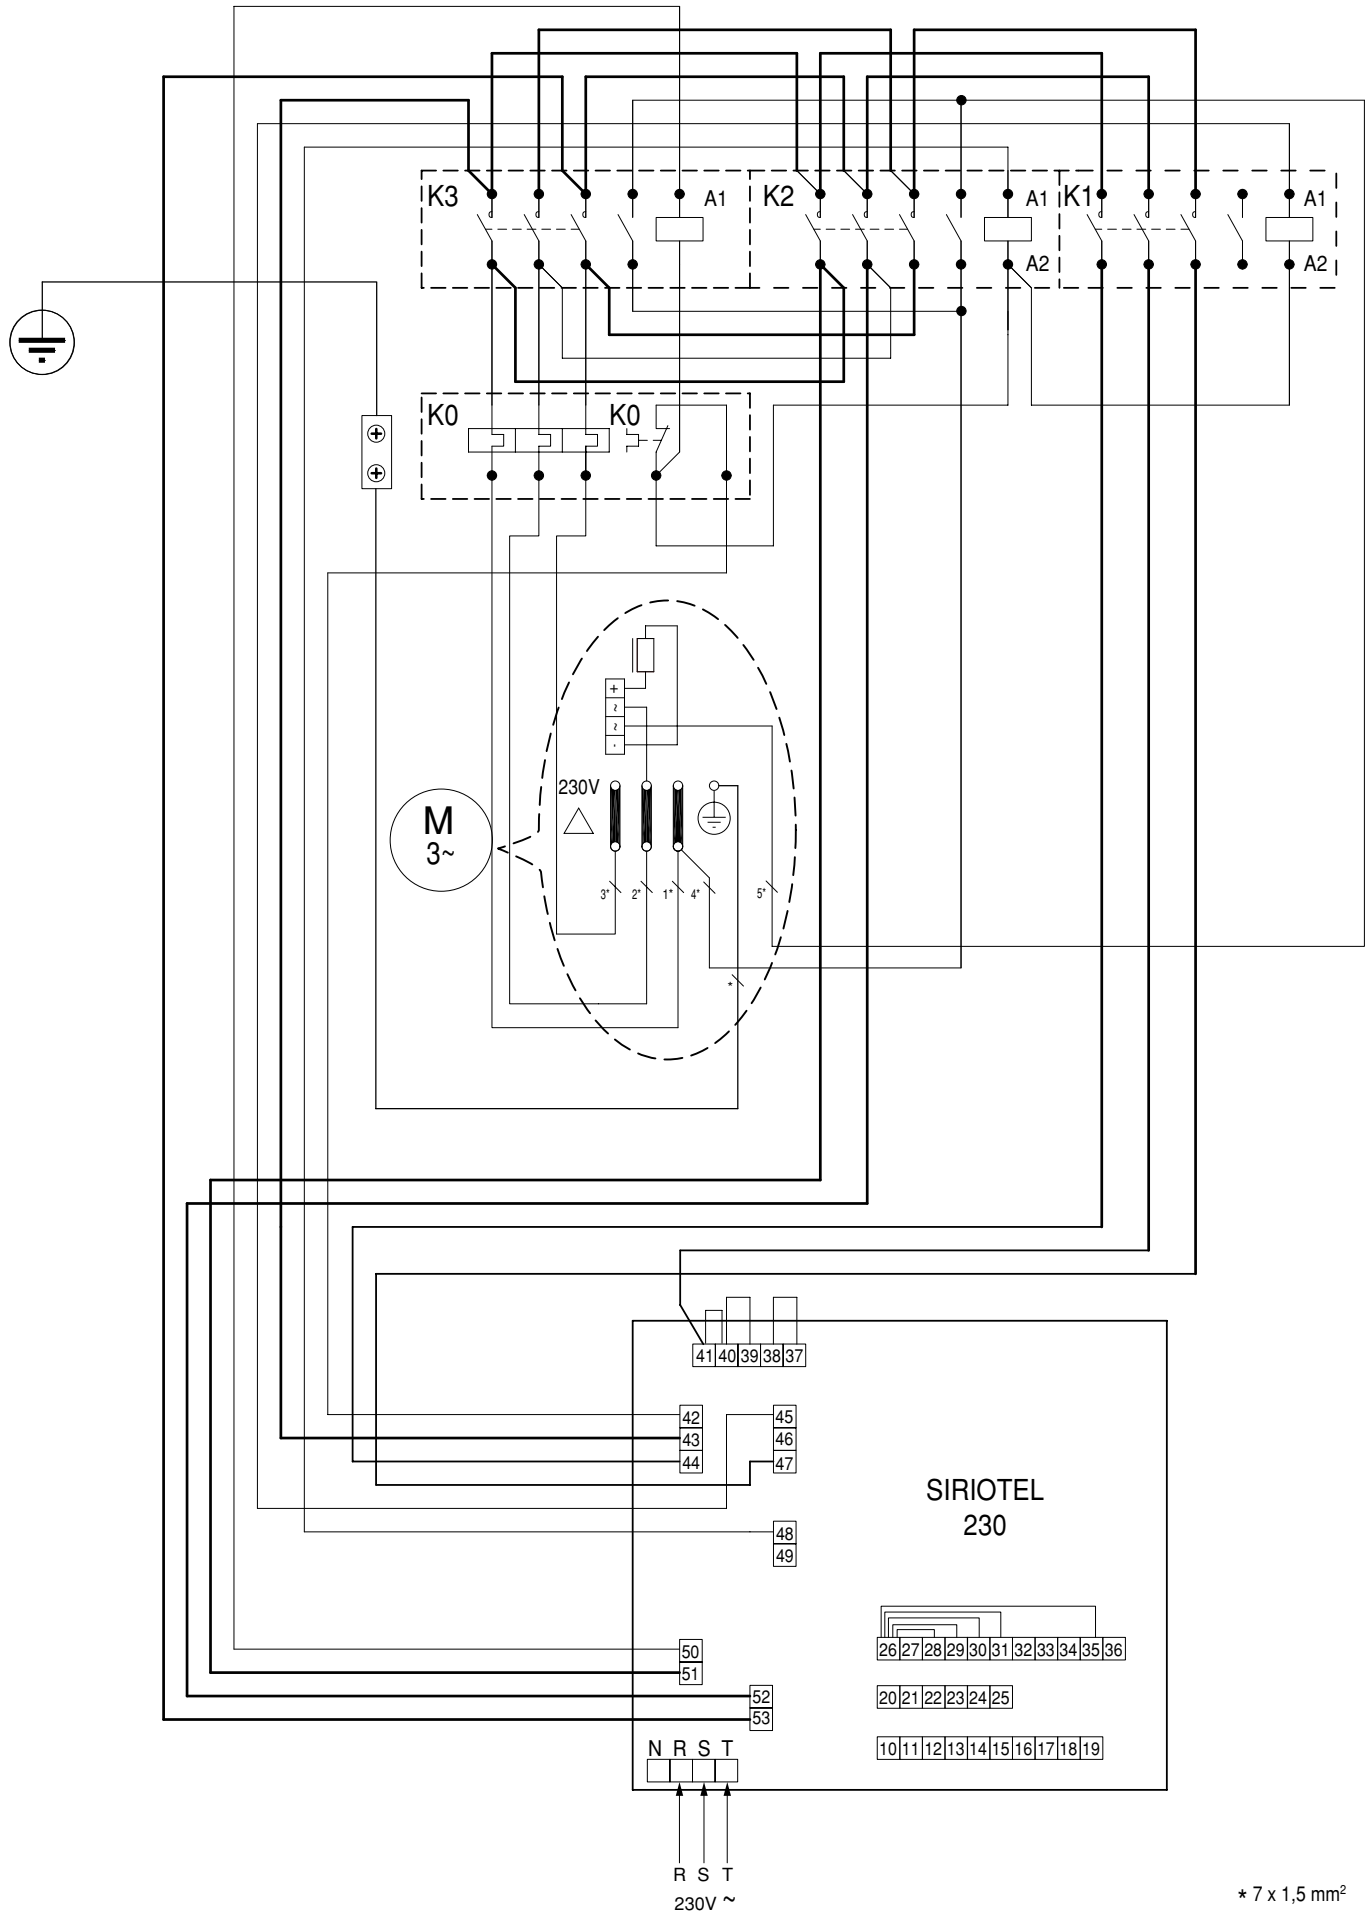 K3 A1 K2 A1 K1 A1
A2 A2
K0 K0
+
~
~
-
230V
M
3~
3* 2* 1* 4* 5*
*
41 40 39 38 37
42 45
43 46
44 47
SIRIOTEL
230
48
49
50
51
26 27 28 29 30 31 32 33 34 35 36
52
53
20 21 22 23 24 25
10 11 12 13 14 15 16 17 18 19
N R S T
R S T
230V ~
* 7 x 1,5 mm²